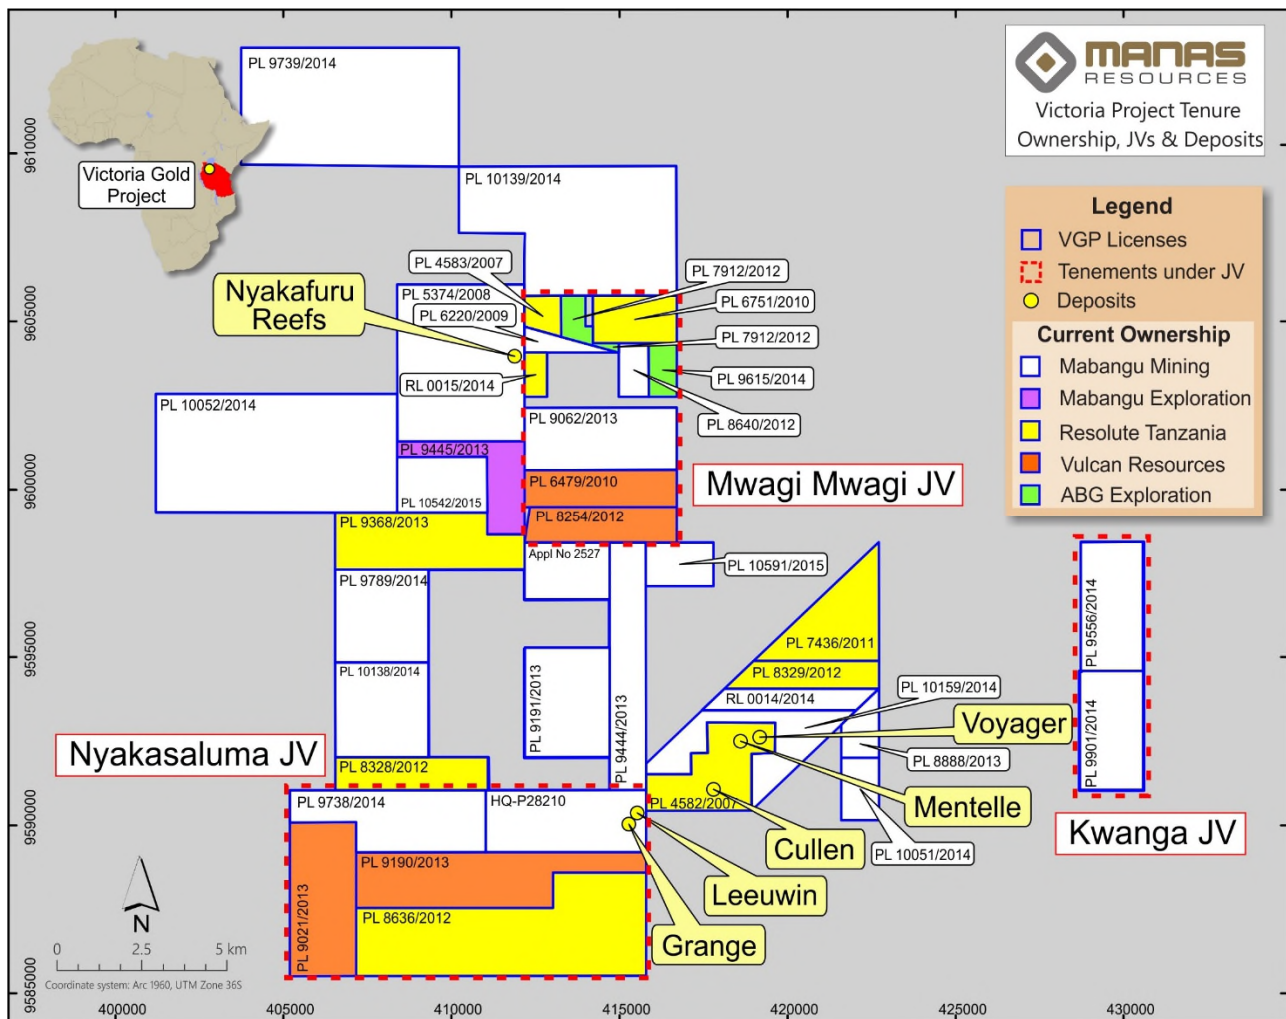 MANAS
RESOURCES
Victoria Project Tenure
Ownership, JVs & Deposits
Legend
VGP Licenses
Tenements under JV
Deposits
Current Ownership
Mabangu Mining
Mabangu Exploration
Resolute Tanzania
Vulcan Resources
ABG Exploration
Victoria Gold
Project
PL 9739/2014
PL 10139/2014
PL 4583/2007
PL 7912/2012
PL 5374/2008
PL 6751/2010
PL 6220/2009
PL 7912/2012
Nyakafuru
Reefs
RL 0015/2014
PL 9615/2014
PL 8640/2012
PL 10052/2014
PL 9062/2013
PL 9445/2013
PL 6479/2010
PL 10542/2015
PL 8254/2012
Mwagi Mwagi JV
PL 9368/2013
Appl No 2527
PL 10591/2015
PL 9789/2014
PL 10138/2014
PL 9191/2013
PL 9444/2013
PL 7436/2011
PL 8329/2012
RL 0014/2014
PL 10159/2014
Voyager
PL 8888/2013
Mentelle
PL 4582/2007
Cullen
PL 10051/2014
PL 9556/2014
PL 9901/2014
Kwanga JV
Nyakasaluma JV
PL 8328/2012
PL 9738/2014
HQ-P28210
Leeuwin
Grange
PL 9190/2013
PL 9021/2013
PL 8636/2012
N
0 2.5 5 km
Coordinate system: Arc 1960, UTM Zone 36S
9610000
9605000
9600000
9595000
9590000
9585000
400000 405000 410000 415000 420000 425000 430000